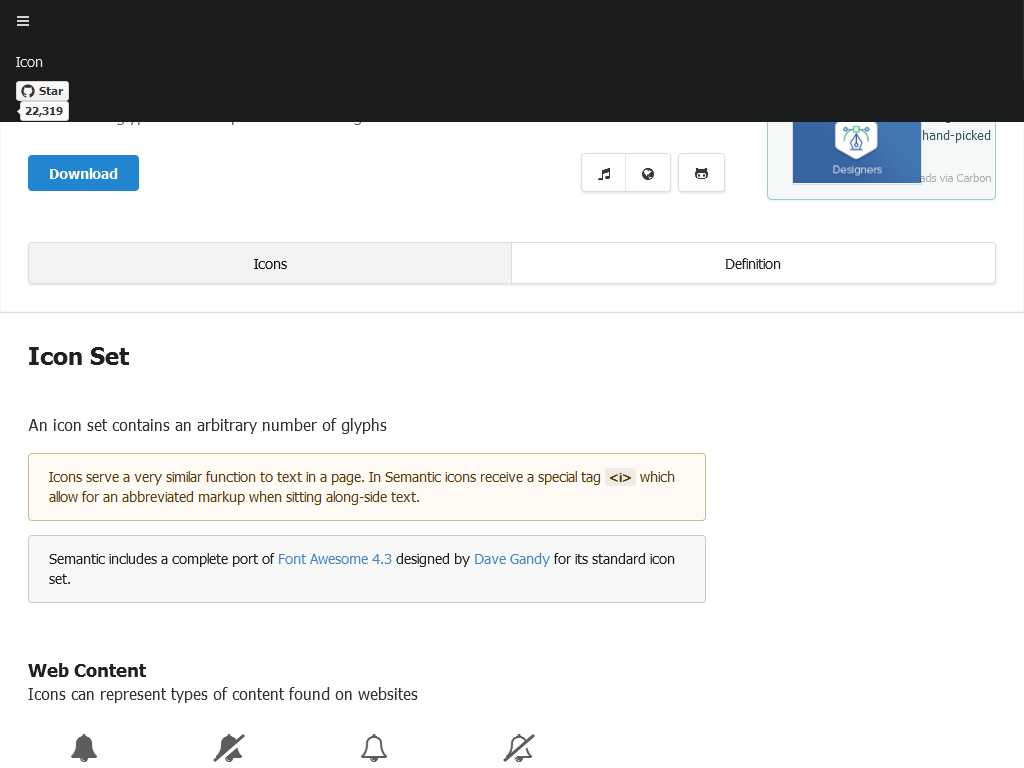 Icon
Star
22,319
hand-picked
Designers
ads via Carbon
Download
Icons
Definition
Icon Set
An icon set contains an arbitrary number of glyphs
Icons serve a very similar function to text in a page. In Semantic icons receive a special tag <i> which
allow for an abbreviated markup when sitting along-side text.
Semantic includes a complete port of Font Awesome 4.3 designed by Dave Gandy for its standard icon
set.
Web Content
Icons can represent types of content found on websites